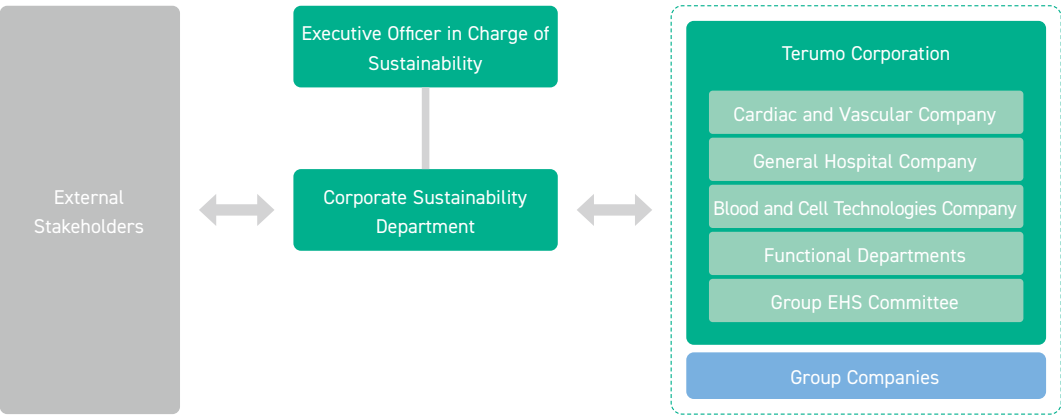 External
Stakeholders
Executive Officer in Charge of
Sustainability
Corporate Sustainability
Department
Terumo Corporation
Cardiac and Vascular Company
General Hospital Company
Blood and Cell Technologies Company
Functional Departments
Group EHS Committee
Group Companies